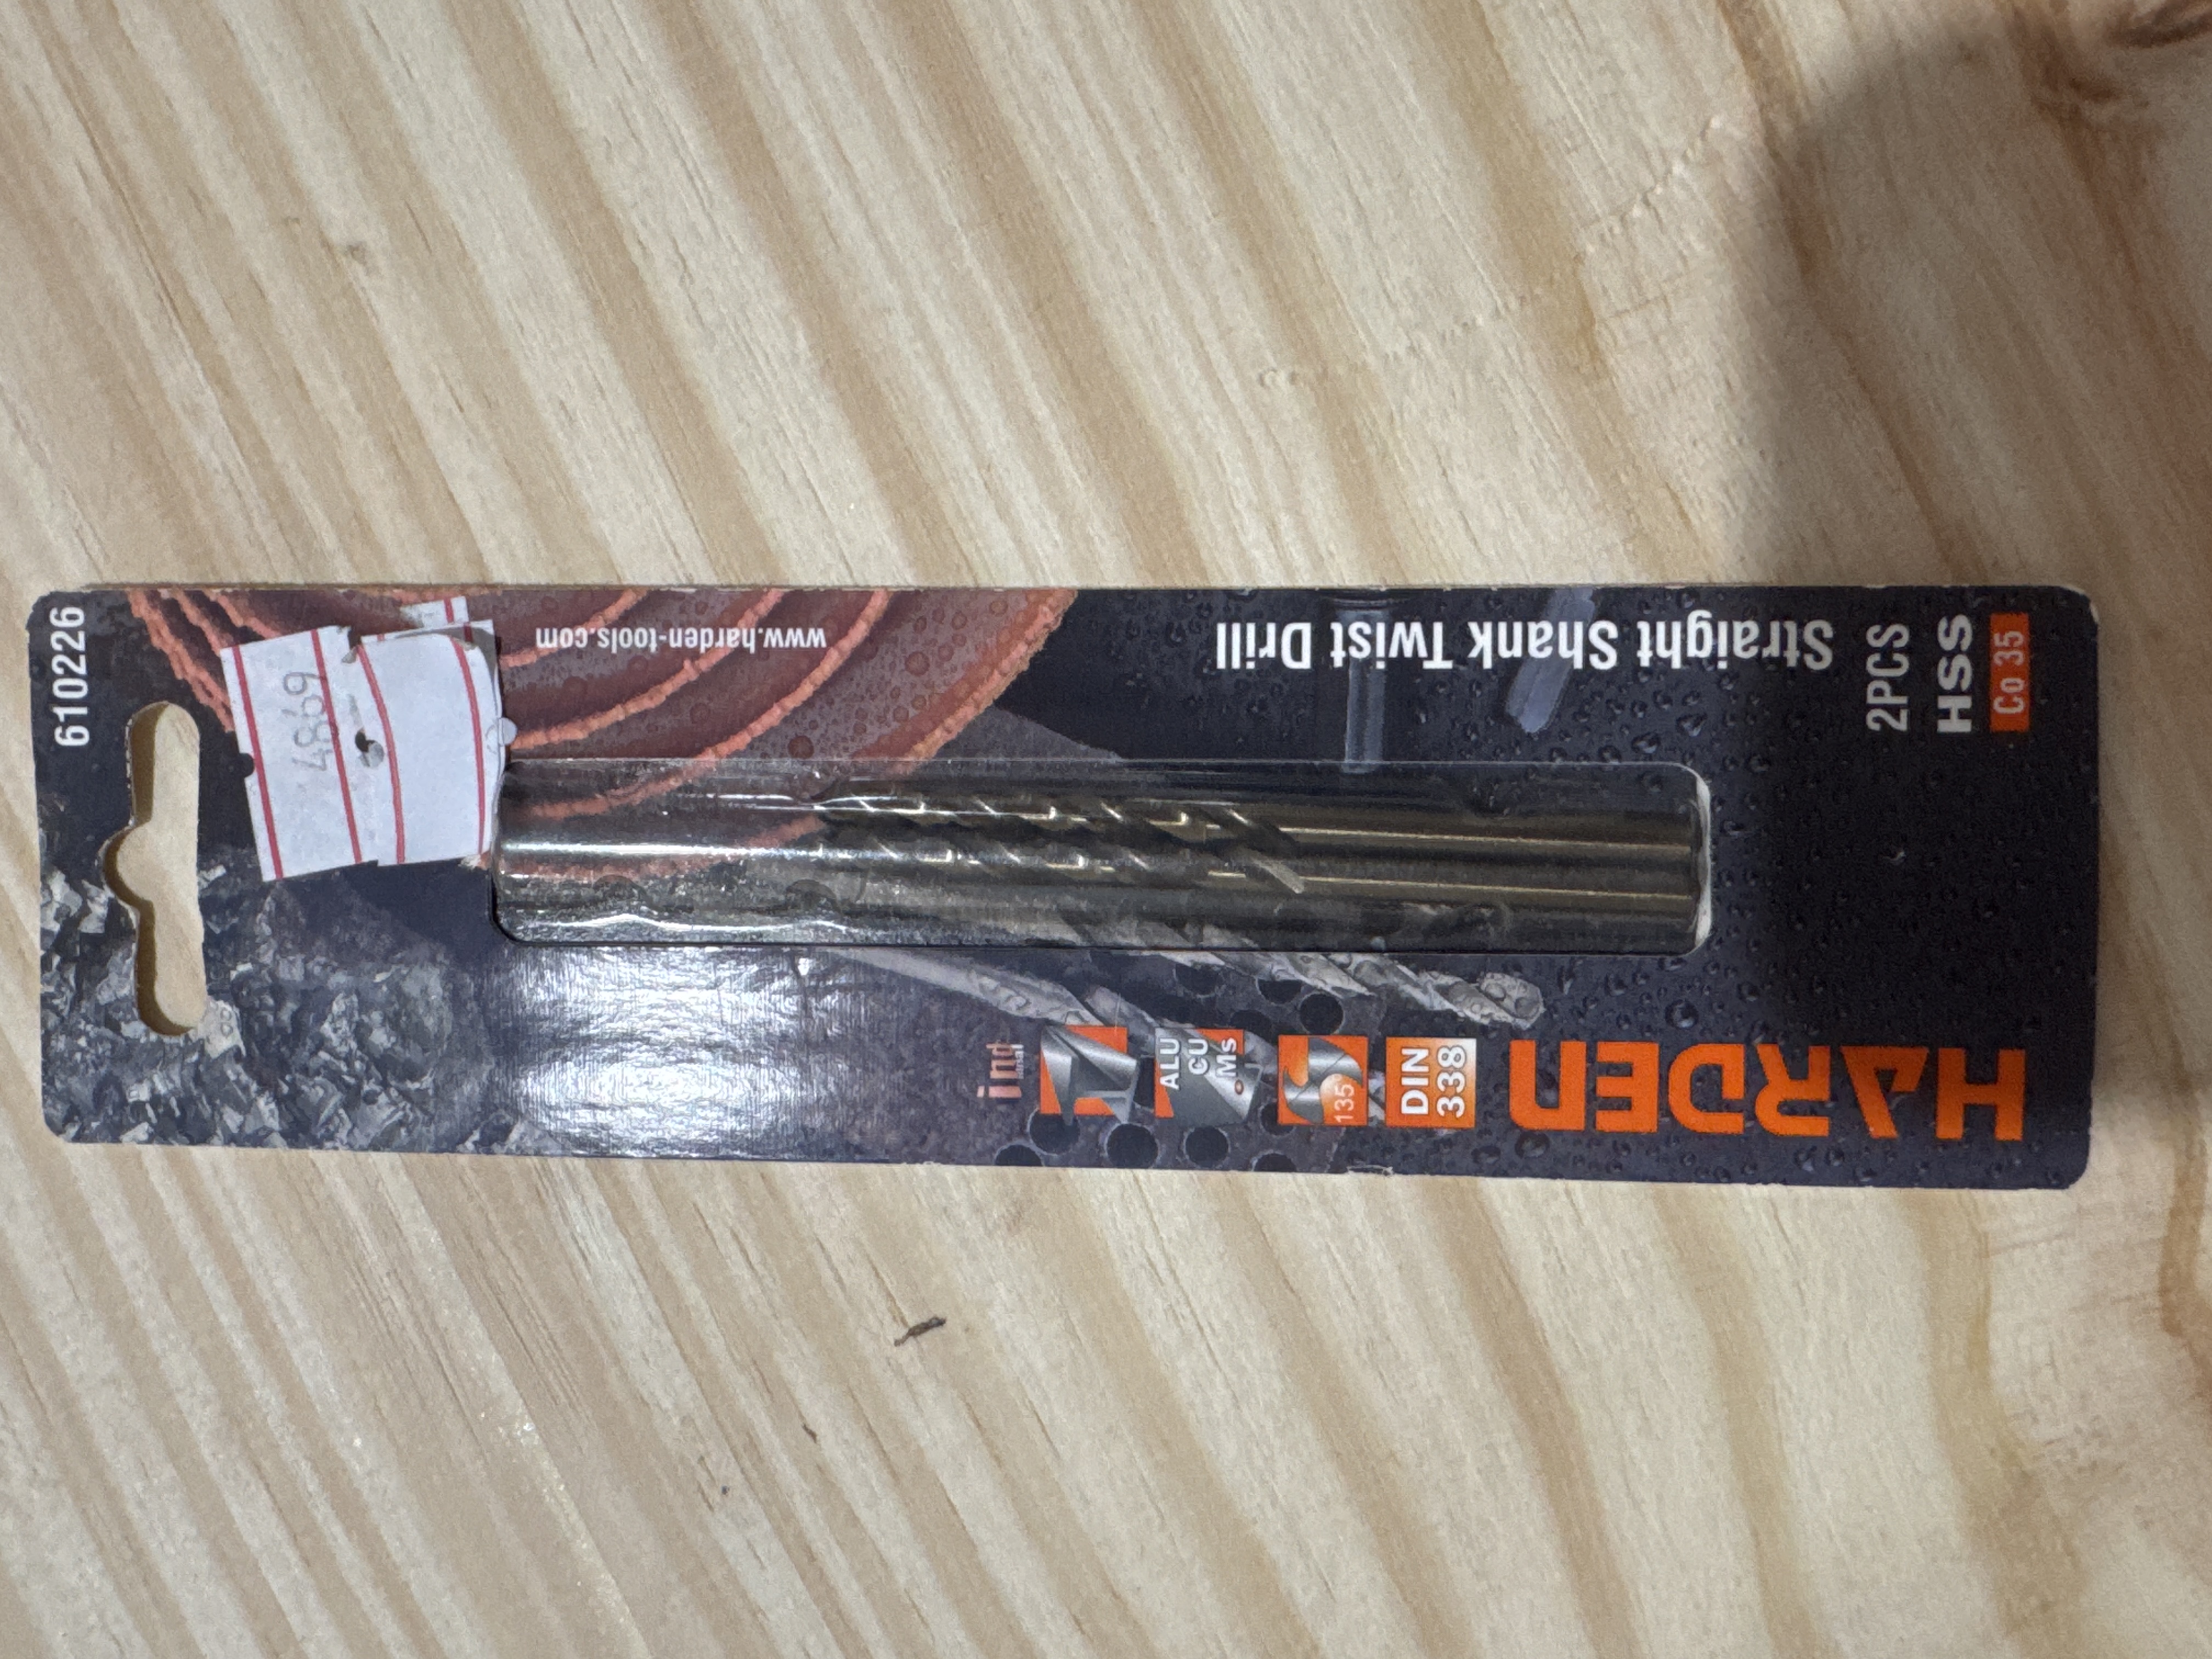 HARDEN
Straight Shank Twist Drill
2PCS
HSS
Co 35
DIN
338
135°
ALU
CU
Ms
ind
www.harden-tools.com
610226